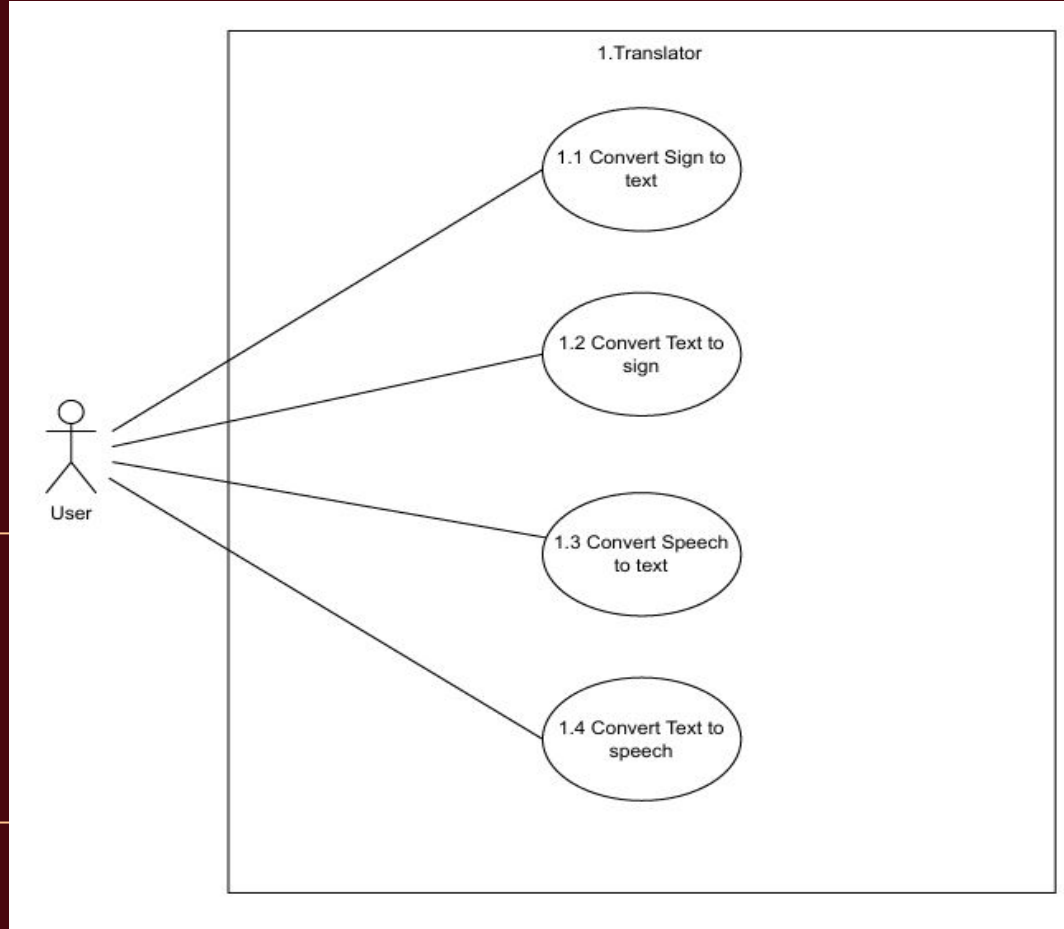 1.Translator
1.1 Convert Sign to
text
1.2 Convert Text to
sign
User
1.3 Convert Speech
to text
1.4 Convert Text to
speech